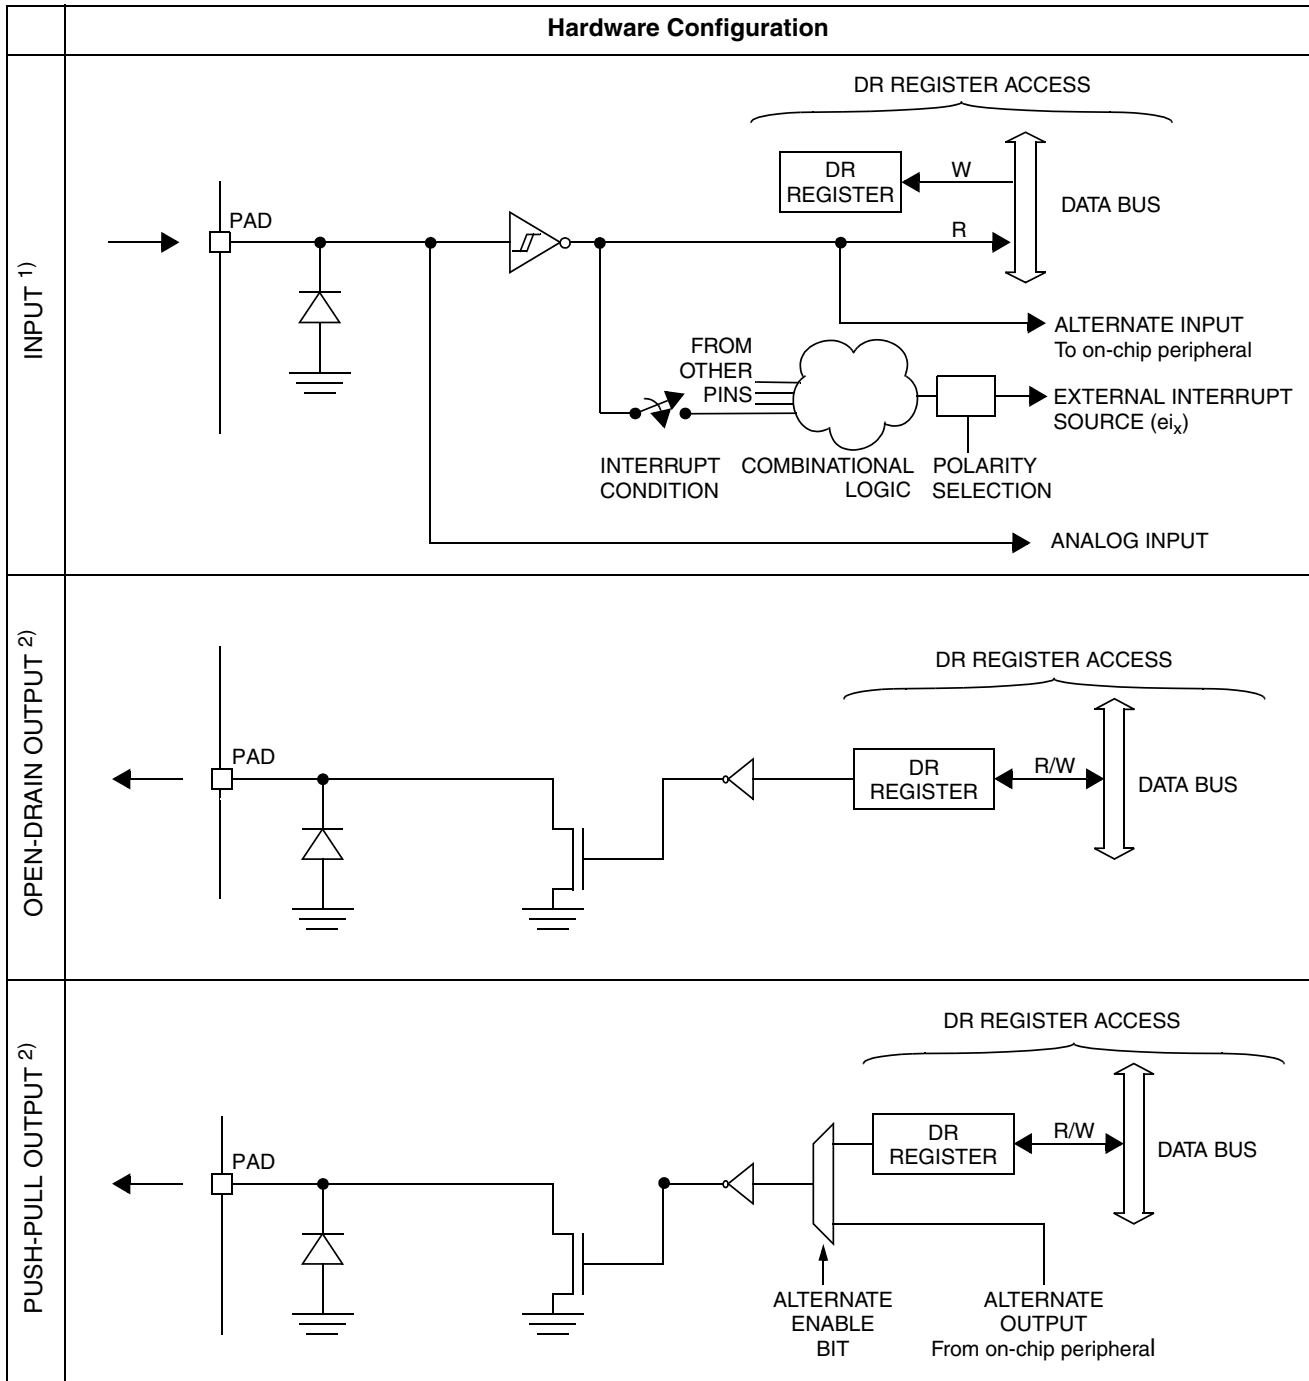 Hardware Configuration
INPUT 1)
DR REGISTER ACCESS
DR
REGISTER
W
DATA BUS
PAD
R
ALTERNATE INPUT
To on-chip peripheral
FROM
OTHER
PINS
EXTERNAL INTERRUPT
SOURCE (eix)
INTERRUPT
CONDITION
COMBINATIONAL
LOGIC
POLARITY
SELECTION
ANALOG INPUT
OPEN-DRAIN OUTPUT 2)
DR REGISTER ACCESS
PAD
DR
REGISTER
R/W
DATA BUS
PUSH-PULL OUTPUT 2)
DR REGISTER ACCESS
PAD
DR
REGISTER
R/W
DATA BUS
ALTERNATE
ENABLE
BIT
ALTERNATE
OUTPUT
From on-chip peripheral